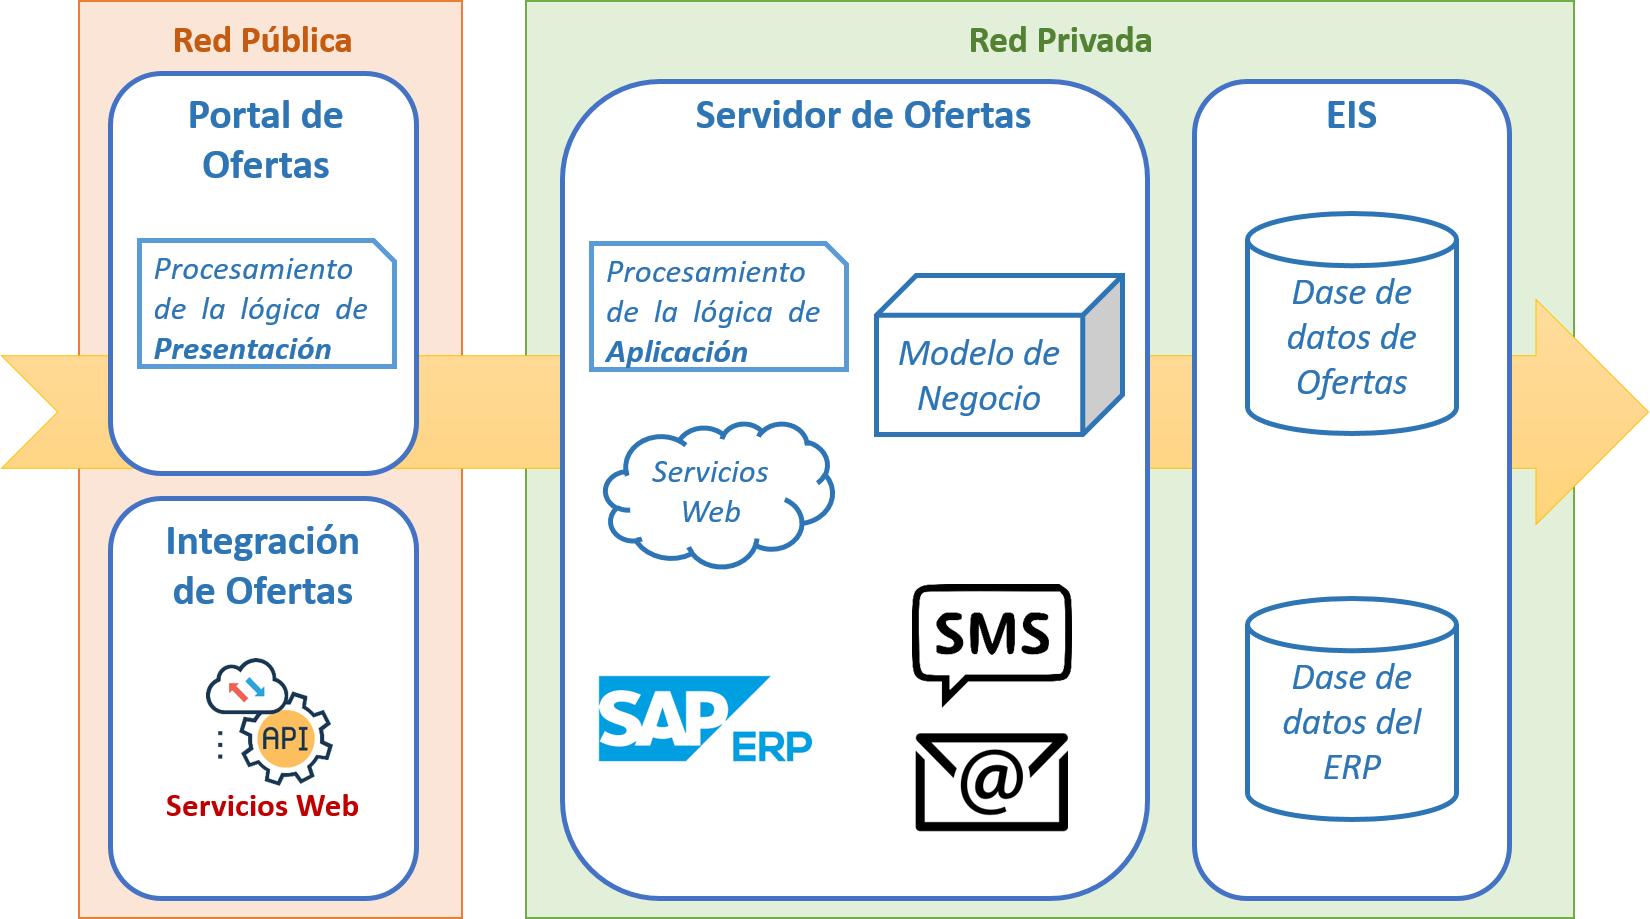 Red Pública
Portal de
Ofertas
Procesamiento
de la lógica de
Presentación
Integración
de Ofertas
API
Servicios Web
Red Privada
Servidor de Ofertas
Procesamiento
de la lógica de
Aplicación
Modelo de
Negocio
Servicios
Web
SMS
SAP
ERP
@
EIS
Dase de
datos de
Ofertas
Dase de
datos del
ERP